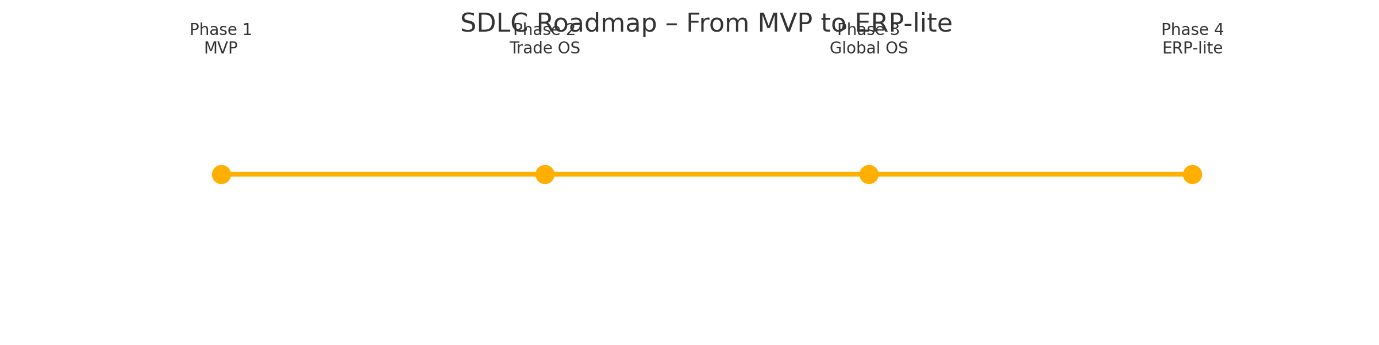 SDLC Roadmap – From MVP to ERP-lite
Phase 1
MVP
Phase 2
Trade OS
Phase 3
Global OS
Phase 4
ERP-lite